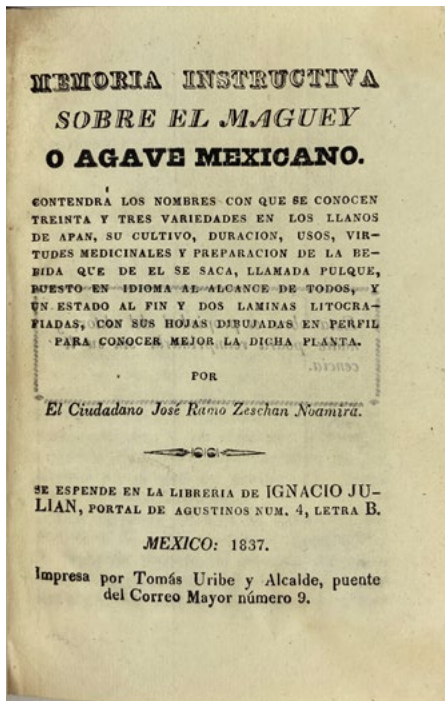 MEMORIA INSTRUCTIVA
SOBRE EL MAGUEY
O AGAVE MEXICANO.
CONTENDRÁ LOS NOMBRES CON QUE SE CONOCEN
TREINTA Y TRES VARIEDADES EN LOS LLANOS
DE APAN, SU CULTIVO, DURACION, USOS, VIR-
TUDES MEDICINALES Y PREPARACION DE LA BE-
BIDA QUE DE EL SE SACA, LLAMADA PULQUE,
PUESTO EN IDIOMA AL ALCANCE DE TODOS, Y
UN ESTADO AL FIN Y DOS LAMINAS LITOCRA-
FIADAS, CON SUS HOJAS DIBUJADAS EN PERFIL
PARA CONOCER MEJOR LA DICHA PLANTA.
POR
El Ciudadano José Ramo Zeschan Noamira.
SE ESPENDE EN LA LIBRERIA DE IGNACIO JU-
LIAN, PORTAL DE AGUSTINOS NUM. 4, LETRA B.
MEXICO: 1837.
Impresa por Tomás Uribe y Alcalde, puente
del Correo Mayor número 9.